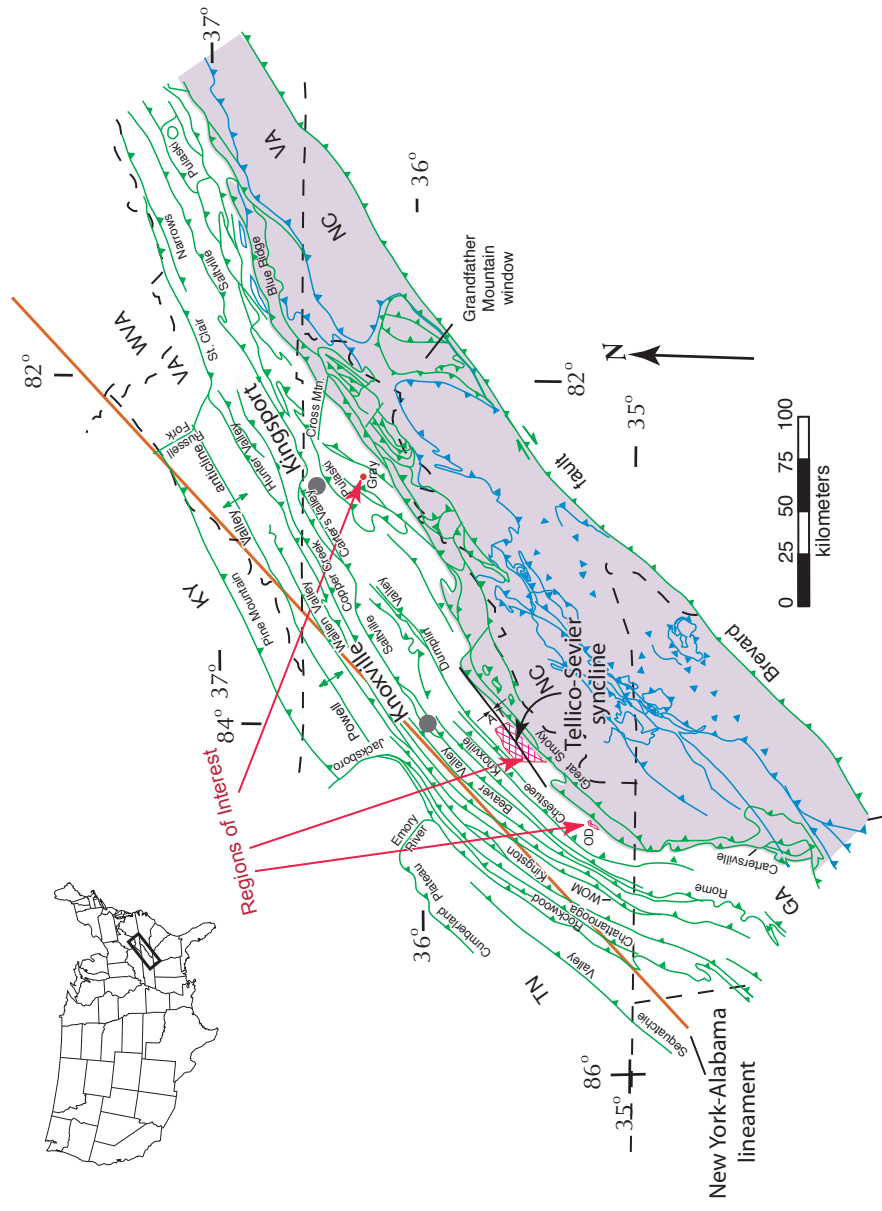 37°
VA
NC
36°
Pulaski
Narrows
Saltville
Blue Ridge
Grandfather
Mountain
window
WVA
VA
St. Clair
82°
Russell
Fork
Hunter Valley
Kingsport
Cross Mtn.
N
82°
35°
anticline
Valley
Pulaski
Gray
Carter's Valley
Copper Creek
fault
0 25 50 75 100
kilometers
KY
Pine Mountain
Wallen Valley
Saltville
Dumplin Valley
Brevard
37°
84°
Powell
Knoxville
Jacksboro
NC
Tellico-Sevier
syncline
Great Smoky
Regions of Interest
Emory
River
Knoxville
Chestuee
Beaver Valley
Kingston
OD
Cumberland Plateau
36°
WOM
Rockwood
Chattanooga
Rome
Cartersville
GA
TN
Sequatchie Valley
86°
35°
New York-Alabama
lineament